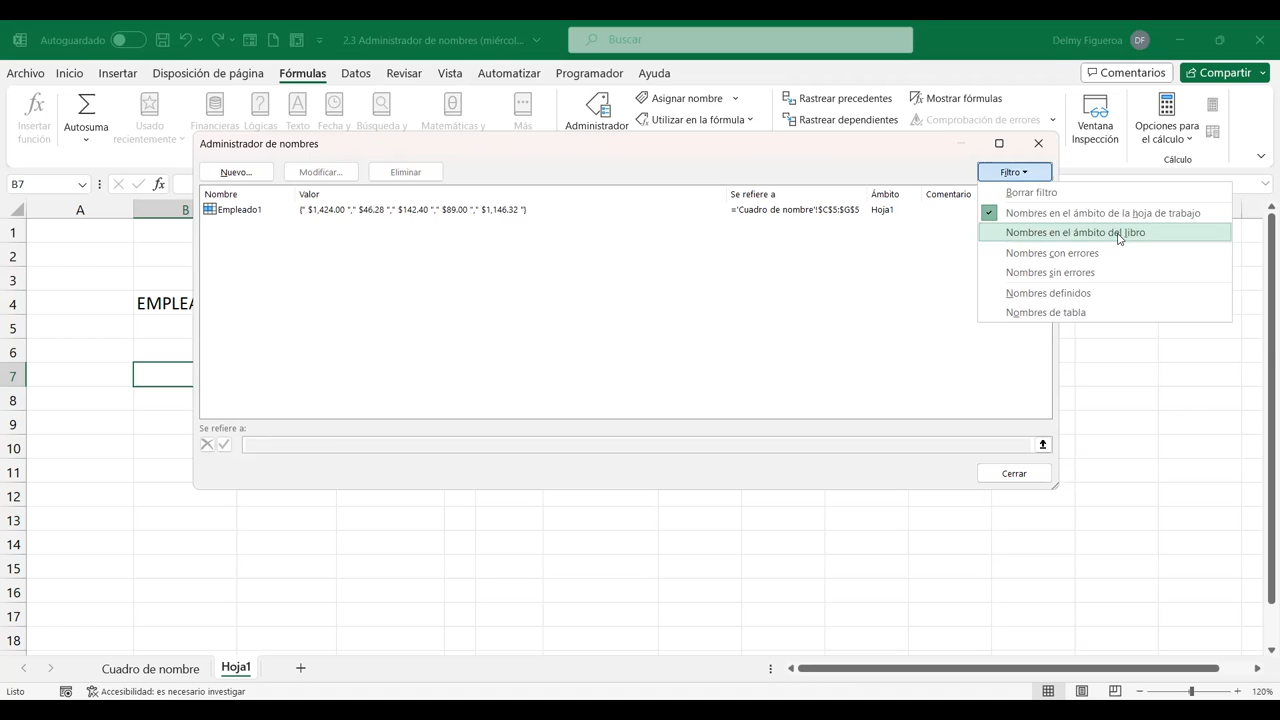 Autoguardado
2.3 Administrador de nombres (miércol...
Buscar
Delmy Figueroa
DF
Archivo Inicio Insertar Disposición de página Fórmulas Datos Revisar Vista Automatizar Programador Ayuda
Comentarios
Compartir
Insertar función
Autosuma
Usado recientemente
Financieras
Lógicas
Texto
Fecha y
Búsqueda y
Matemáticas y
Más
Administrador
Asignar nombre
Utilizar en la fórmula
Rastrear precedentes
Rastrear dependientes
Mostrar fórmulas
Comprobación de errores
Ventana Inspección
Opciones para el cálculo
Cálculo
B7
fx
Administrador de nombres
Nuevo... Modificar... Eliminar Filtro
Nombre Valor Se refiere a Ámbito Comentario
Empleado1 {" $1,424.00 "," $46.28 "," $142.40 "," $89.00 "," $1,146.32 "} ='Cuadro de nombre'!$C$5:$G$5 Hoja1
Borrar filtro
Nombres en el ámbito de la hoja de trabajo
Nombres en el ámbito del libro
Nombres con errores
Nombres sin errores
Nombres definidos
Nombres de tabla
Se refiere a:
Cerrar
A B
1
2
3
4 EMPLEA
5
6
7
8
9
10
11
12
13
14
15
16
17
18
Cuadro de nombre Hoja1
Listo Accesibilidad: es necesario investigar 120%